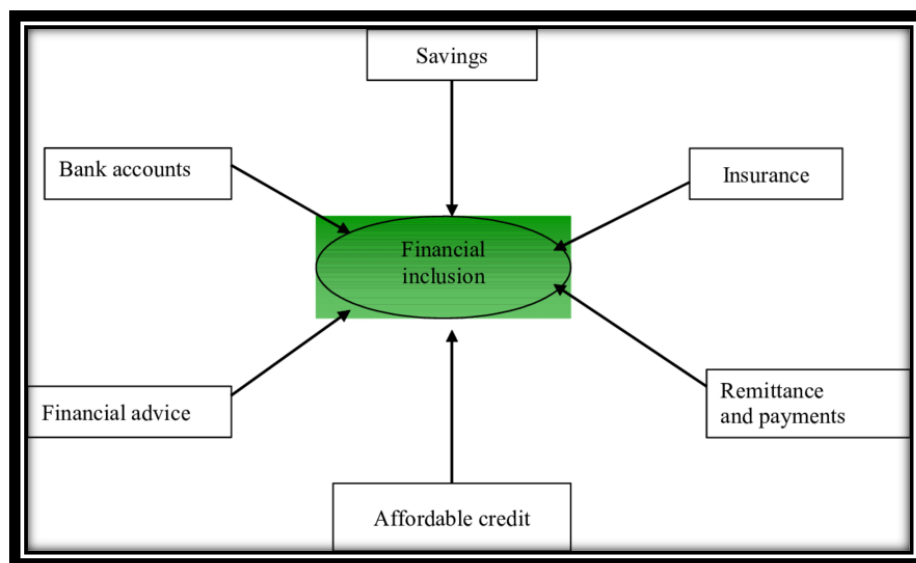 Savings
Bank accounts
Insurance
Financial
inclusion
Financial advice
Remittance
and payments
Affordable credit